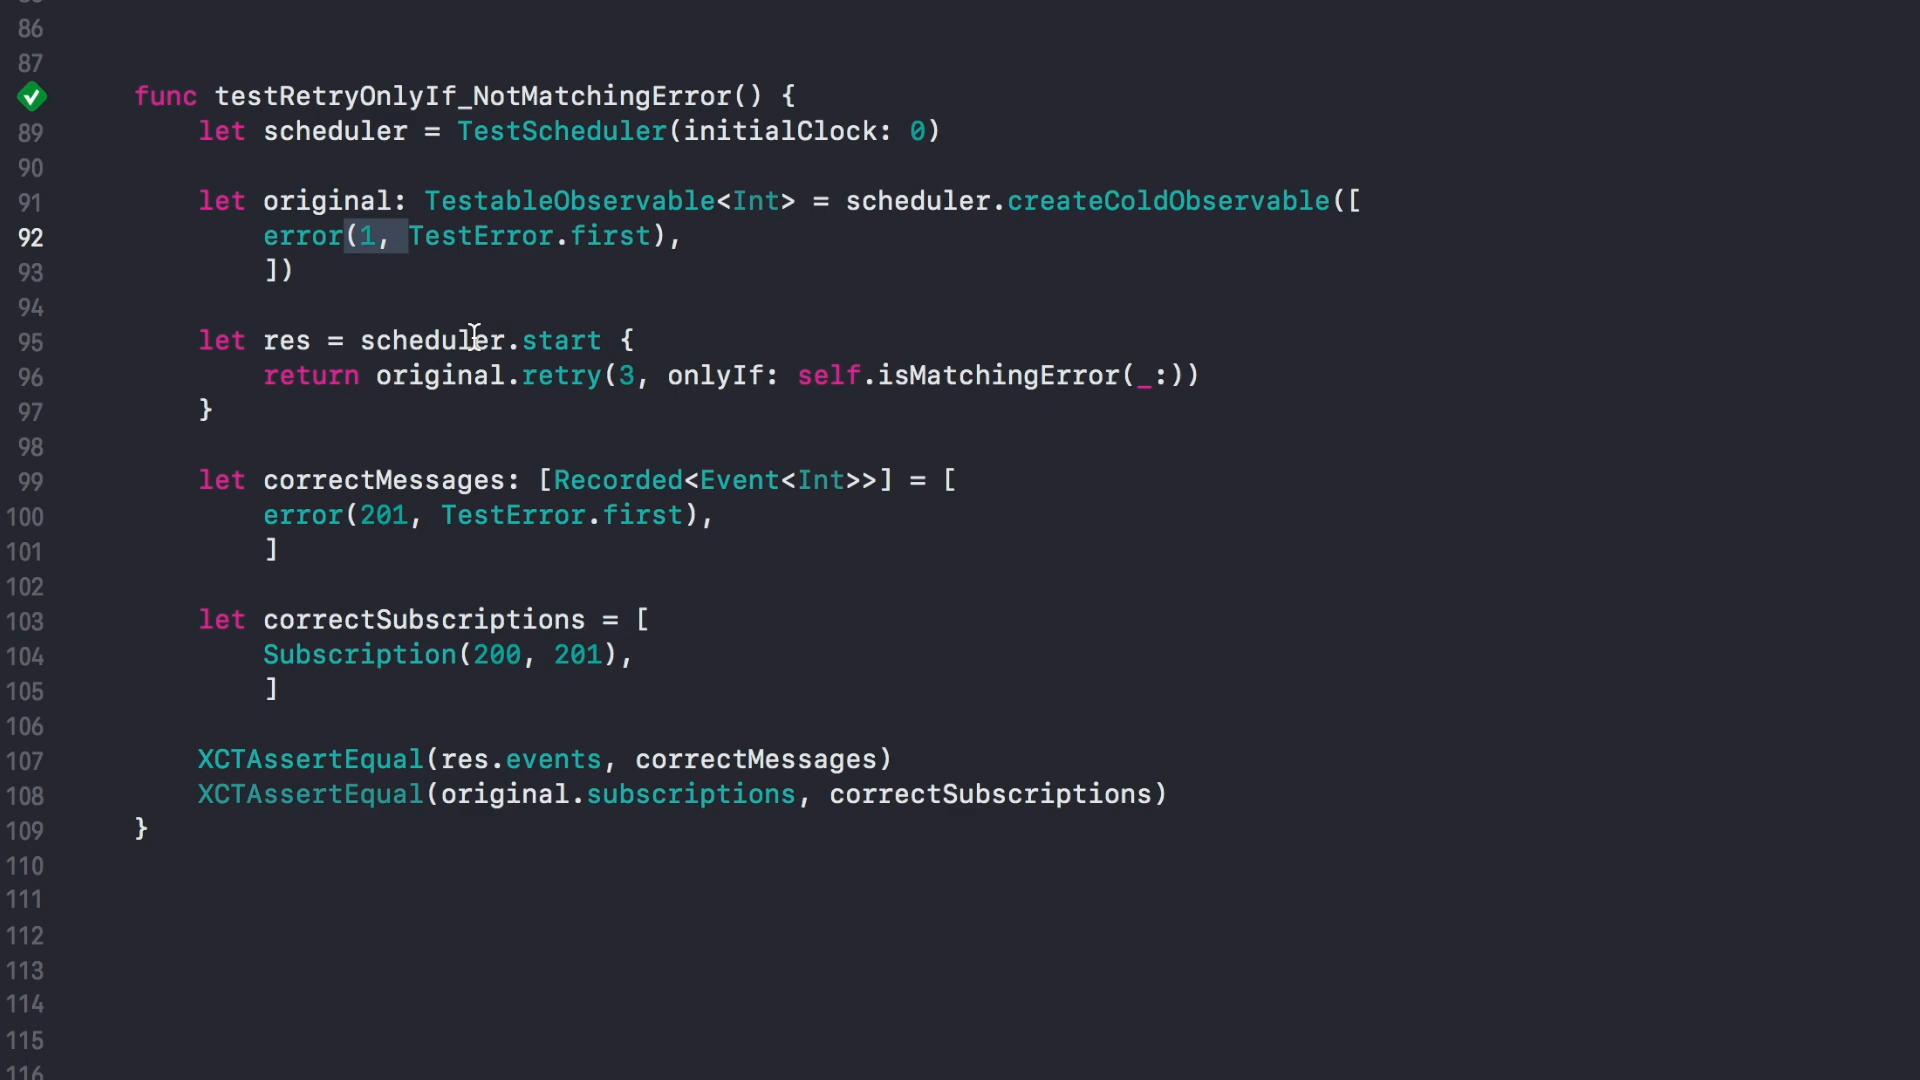 86
87
func testRetryOnlyIf_NotMatchingError() {
89 let scheduler = TestScheduler(initialClock: 0)
90
91 let original: TestableObservable<Int> = scheduler.createColdObservable([
92 error(1, TestError.first),
93 ])
94
95 let res = scheduler.start {
96 return original.retry(3, onlyIf: self.isMatchingError(_:))
97 }
98
99 let correctMessages: [Recorded<Event<Int>>] = [
100 error(201, TestError.first),
101 ]
102
103 let correctSubscriptions = [
104 Subscription(200, 201),
105 ]
106
107 XCTAssertEqual(res.events, correctMessages)
108 XCTAssertEqual(original.subscriptions, correctSubscriptions)
109 }
110
111
112
113
114
115
116